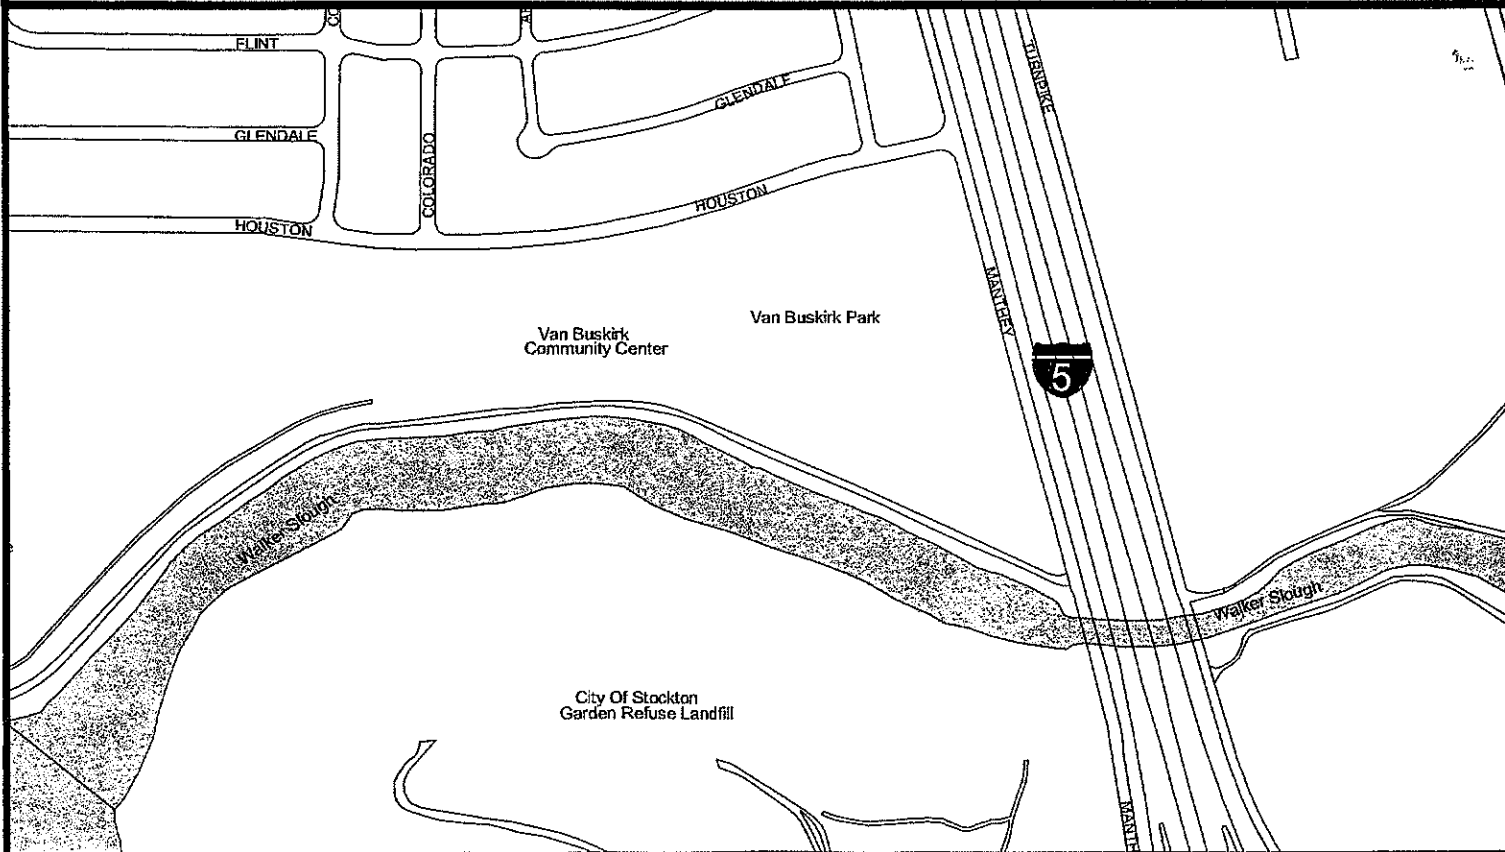 FLINT
TURNPIKE
GLENDALE
GLENDALE
COLORADO
HOUSTON
HOUSTON
MANTHEY
Van Buskirk Park
Van Buskirk
Community Center
5
Walker Slough
Walker Slough
City Of Stockton
Garden Refuse Landfill
MANTH